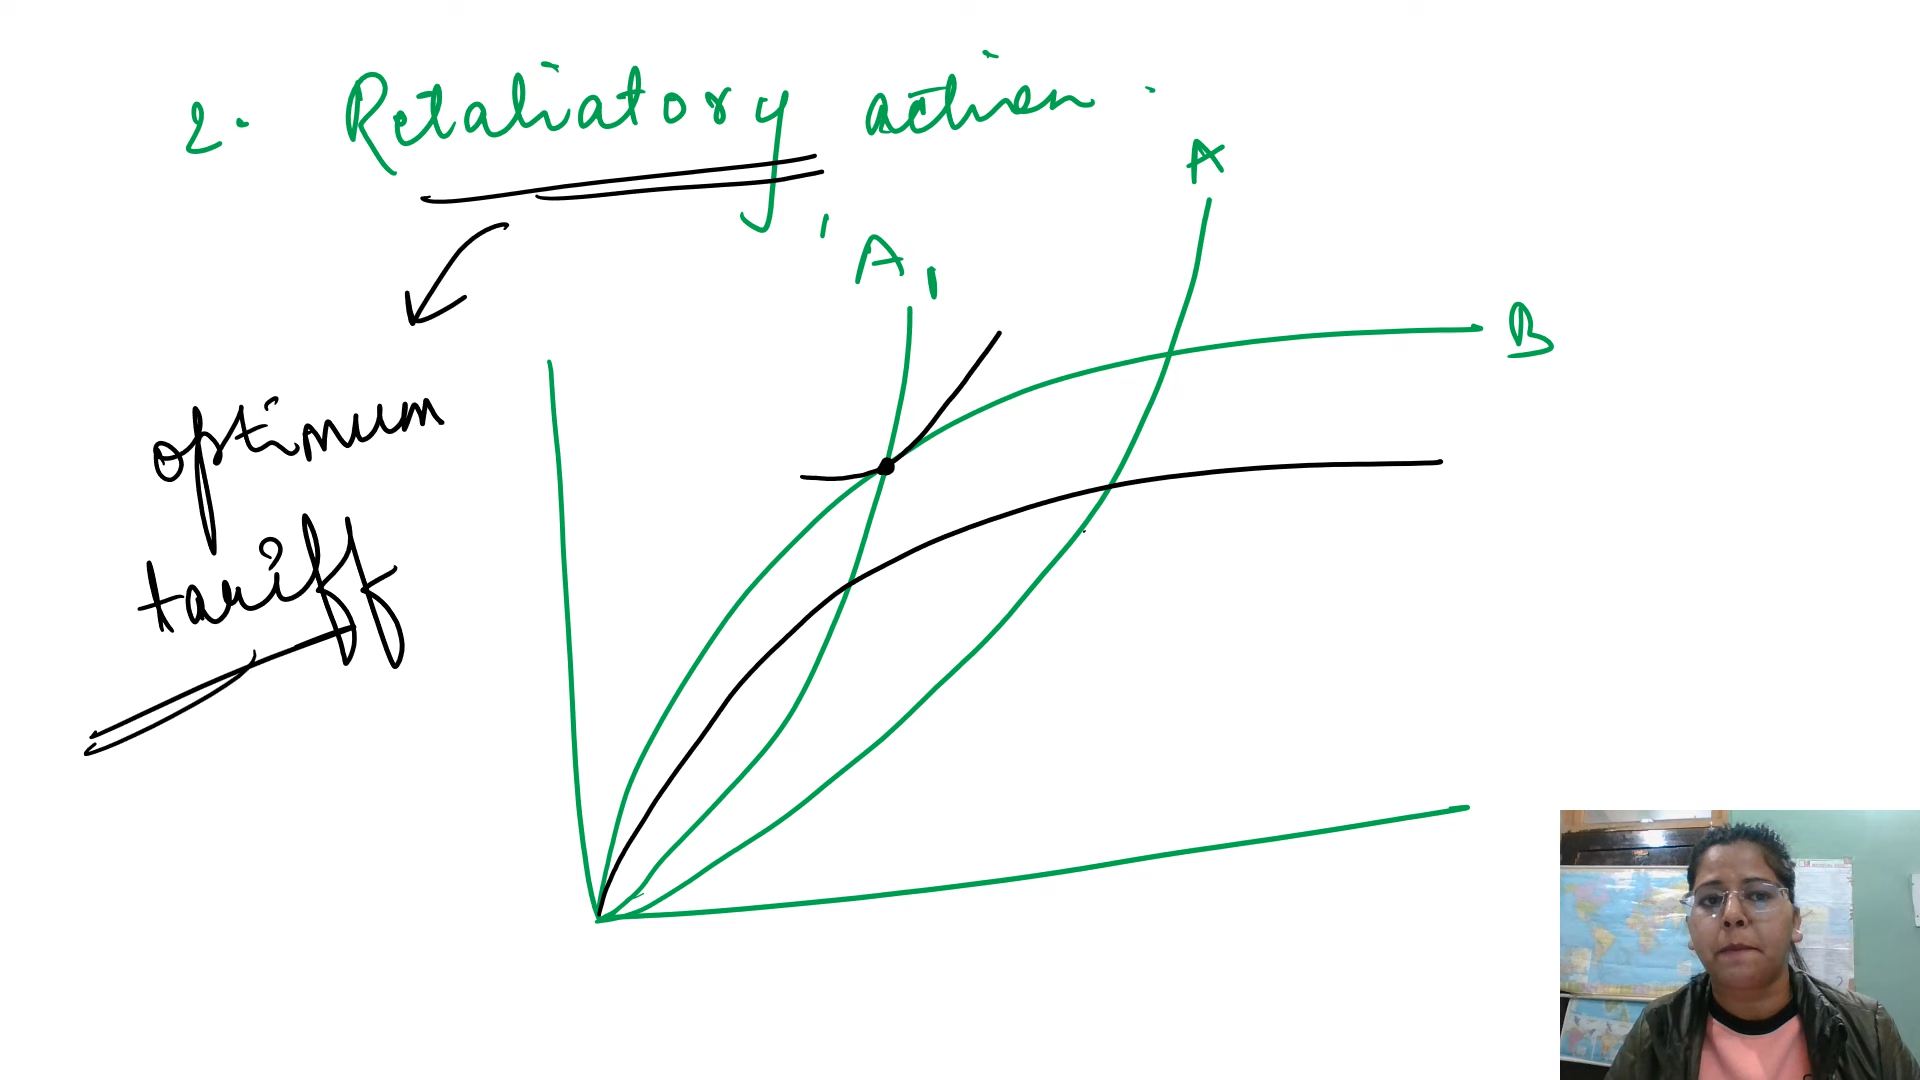 2. Retaliatory action.
A
A1
B
optimum
tariff